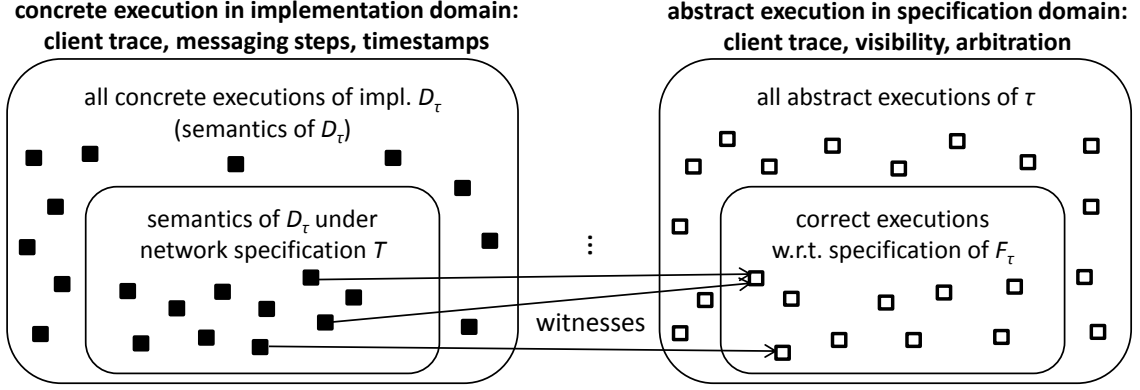 concrete execution in implementation domain:
client trace, messaging steps, timestamps
all concrete executions of impl. Dτ
(semantics of Dτ)
semantics of Dτ under
network specification T
⋮
witnesses
abstract execution in specification domain:
client trace, visibility, arbitration
all abstract executions of τ
correct executions
w.r.t. specification of Fτ